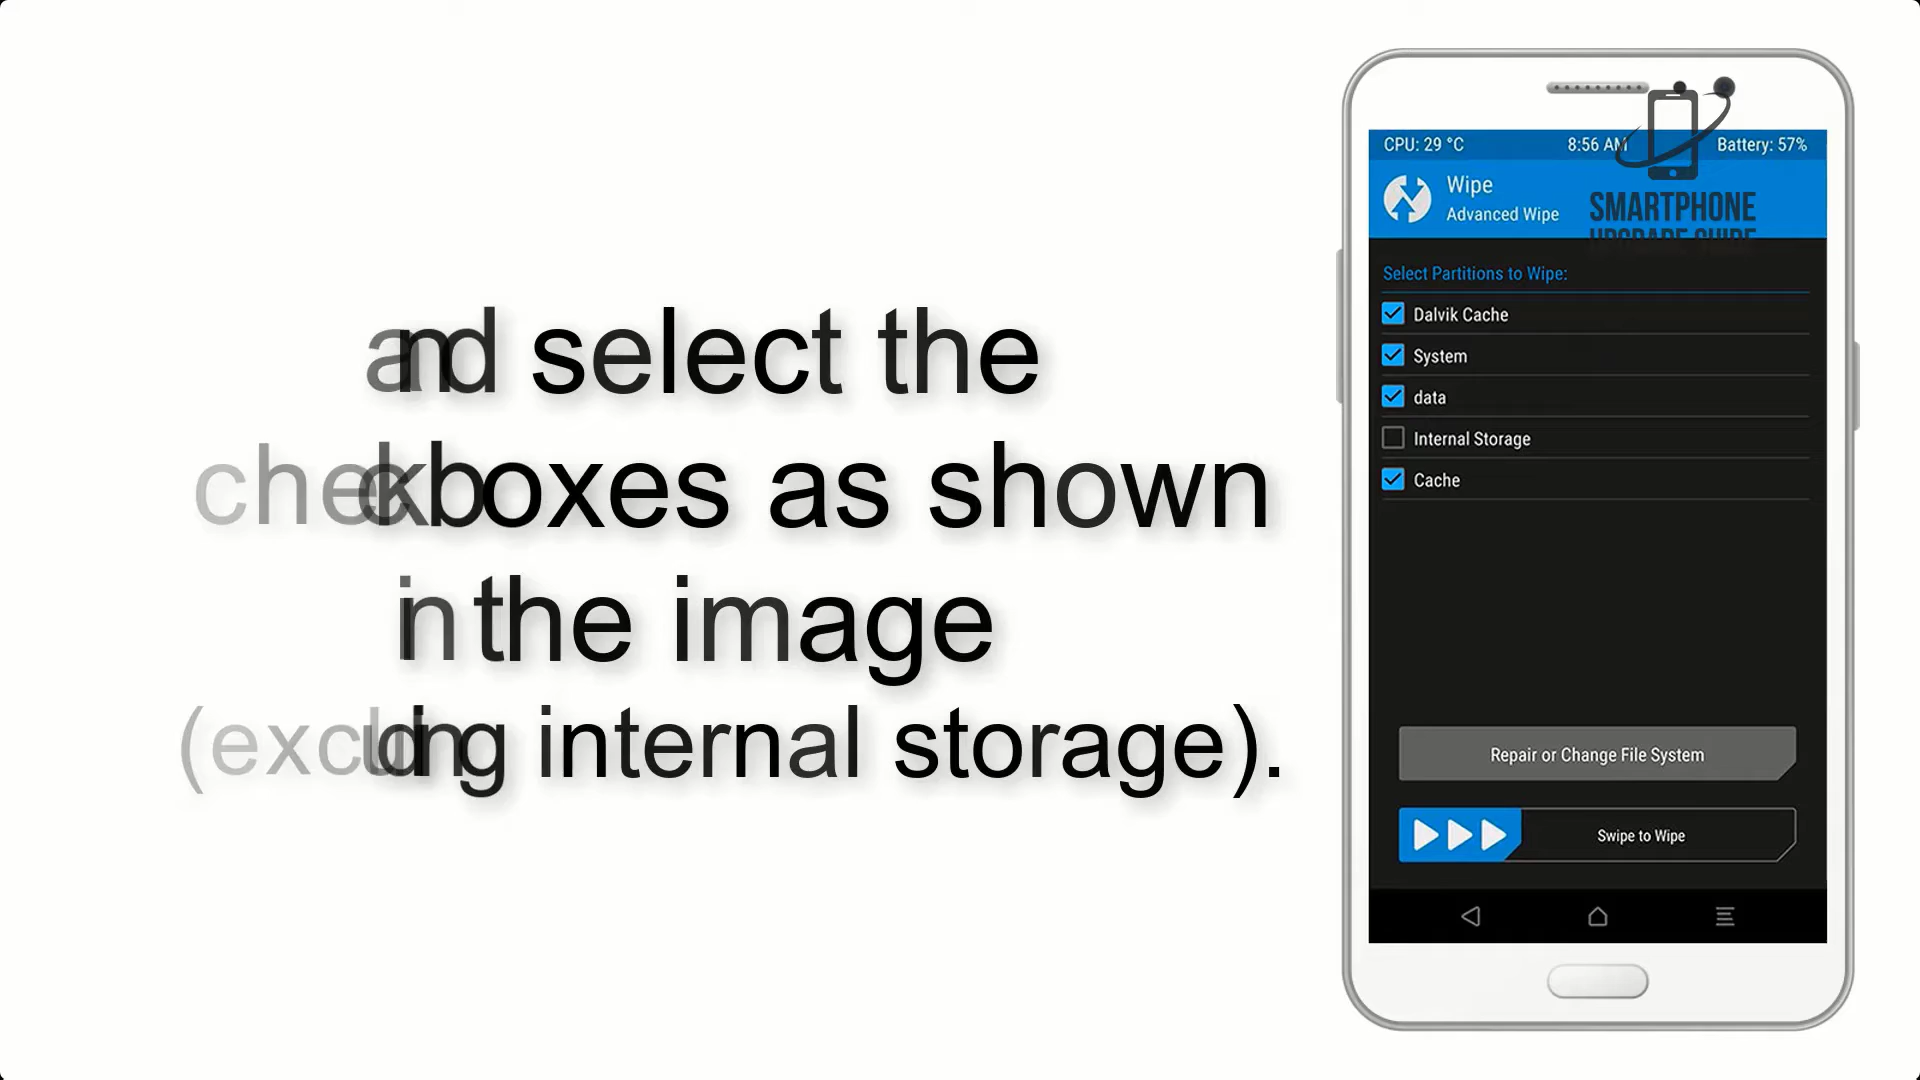 and select the
checkboxes as shown
in the image
(excluding internal storage).
CPU: 29 °C 8:56 AM Battery: 57%
Wipe
Advanced Wipe
SMARTPHONE
UPGRADE GUIDE
Select Partitions to Wipe:
Dalvik Cache
System
data
Internal Storage
Cache
Repair or Change File System
Swipe to Wipe